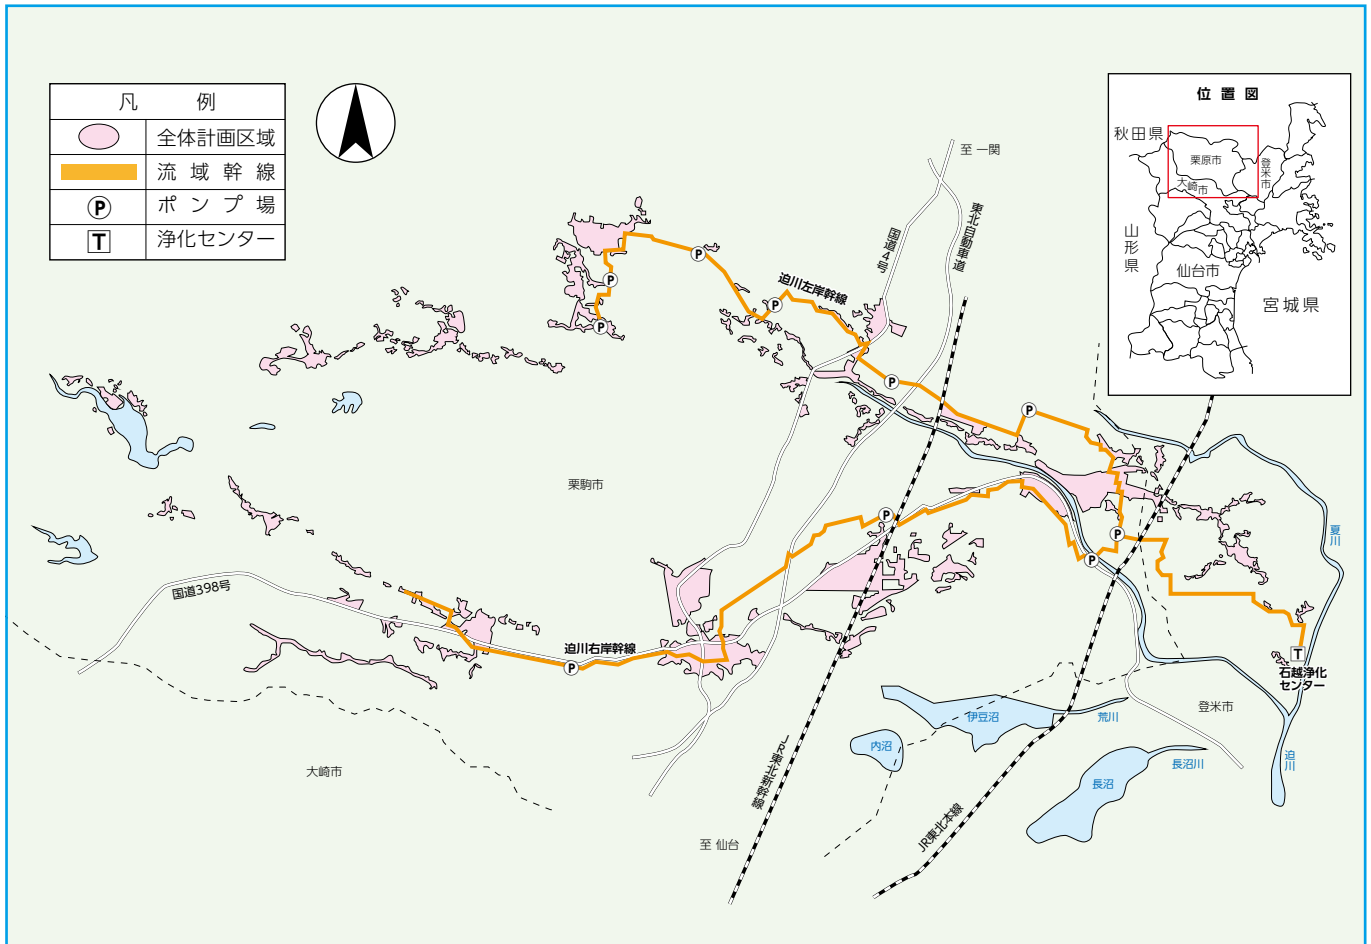 凡 例
全体計画区域
流域幹線
P
ポンプ場
T
浄化センター
位置図
秋田県
栗原市
登米市
大崎市
山形県
仙台市
宮城県
至 一関
東北自動車道
国道4号
迫川左岸幹線
P
P
P
P
P
P
栗駒市
P
P
P
夏川
国道398号
迫川右岸幹線
P
T
石越浄化
センター
登米市
伊豆沼
荒川
内沼
迫川
長沼川
長沼
大崎市
JR東北新幹線
JR東北本線
至 仙台